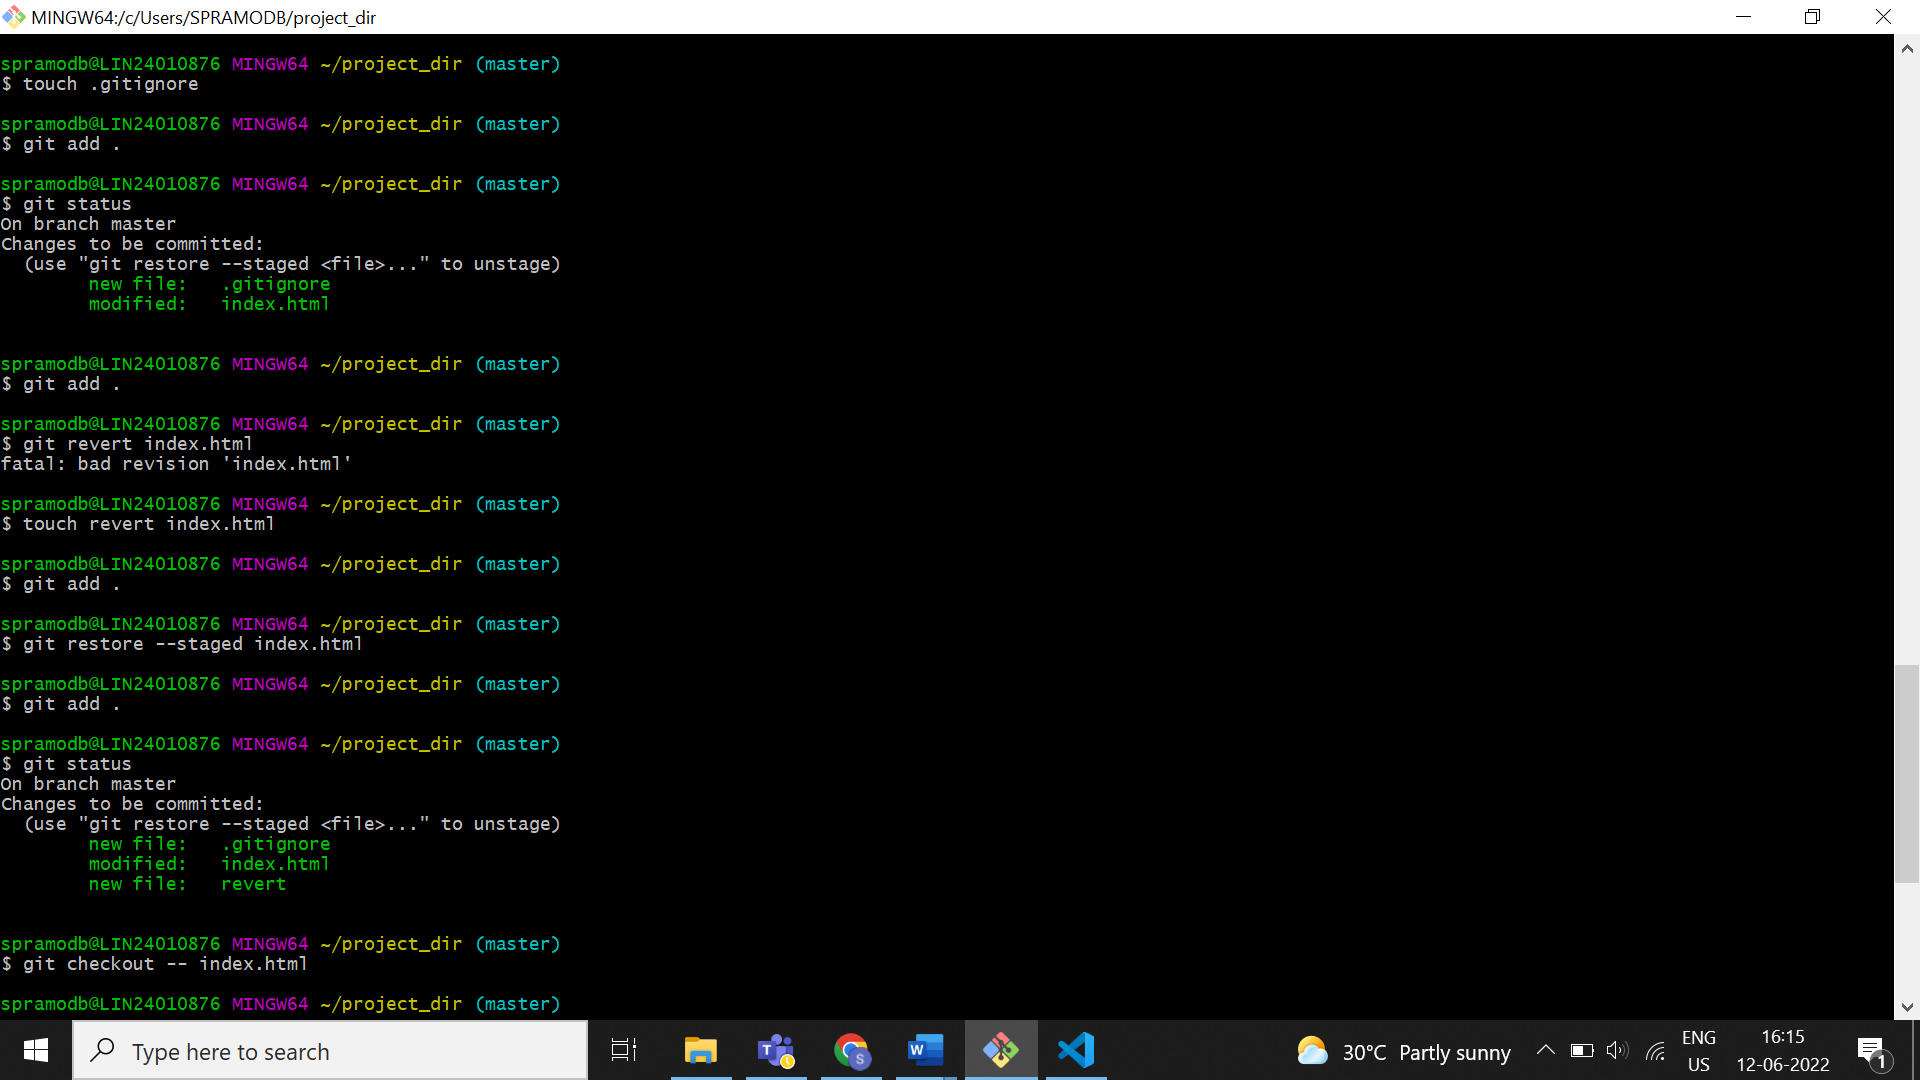 MINGW64:/c/Users/SPRAMODB/project_dir
spramodb@LIN24010876 MINGW64 ~/project_dir (master)
$ touch .gitignore
spramodb@LIN24010876 MINGW64 ~/project_dir (master)
$ git add .
spramodb@LIN24010876 MINGW64 ~/project_dir (master)
$ git status
On branch master
Changes to be committed:
  (use "git restore --staged <file>..." to unstage)
        new file:   .gitignore
        modified:   index.html
spramodb@LIN24010876 MINGW64 ~/project_dir (master)
$ git add .
spramodb@LIN24010876 MINGW64 ~/project_dir (master)
$ git revert index.html
fatal: bad revision 'index.html'
spramodb@LIN24010876 MINGW64 ~/project_dir (master)
$ touch revert index.html
spramodb@LIN24010876 MINGW64 ~/project_dir (master)
$ git add .
spramodb@LIN24010876 MINGW64 ~/project_dir (master)
$ git restore --staged index.html
spramodb@LIN24010876 MINGW64 ~/project_dir (master)
$ git add .
spramodb@LIN24010876 MINGW64 ~/project_dir (master)
$ git status
On branch master
Changes to be committed:
  (use "git restore --staged <file>..." to unstage)
        new file:   .gitignore
        modified:   index.html
        new file:   revert
spramodb@LIN24010876 MINGW64 ~/project_dir (master)
$ git checkout -- index.html
spramodb@LIN24010876 MINGW64 ~/project_dir (master)
Type here to search
T
S
W
30°C Partly sunny
ENG
US
16:15
12-06-2022
1